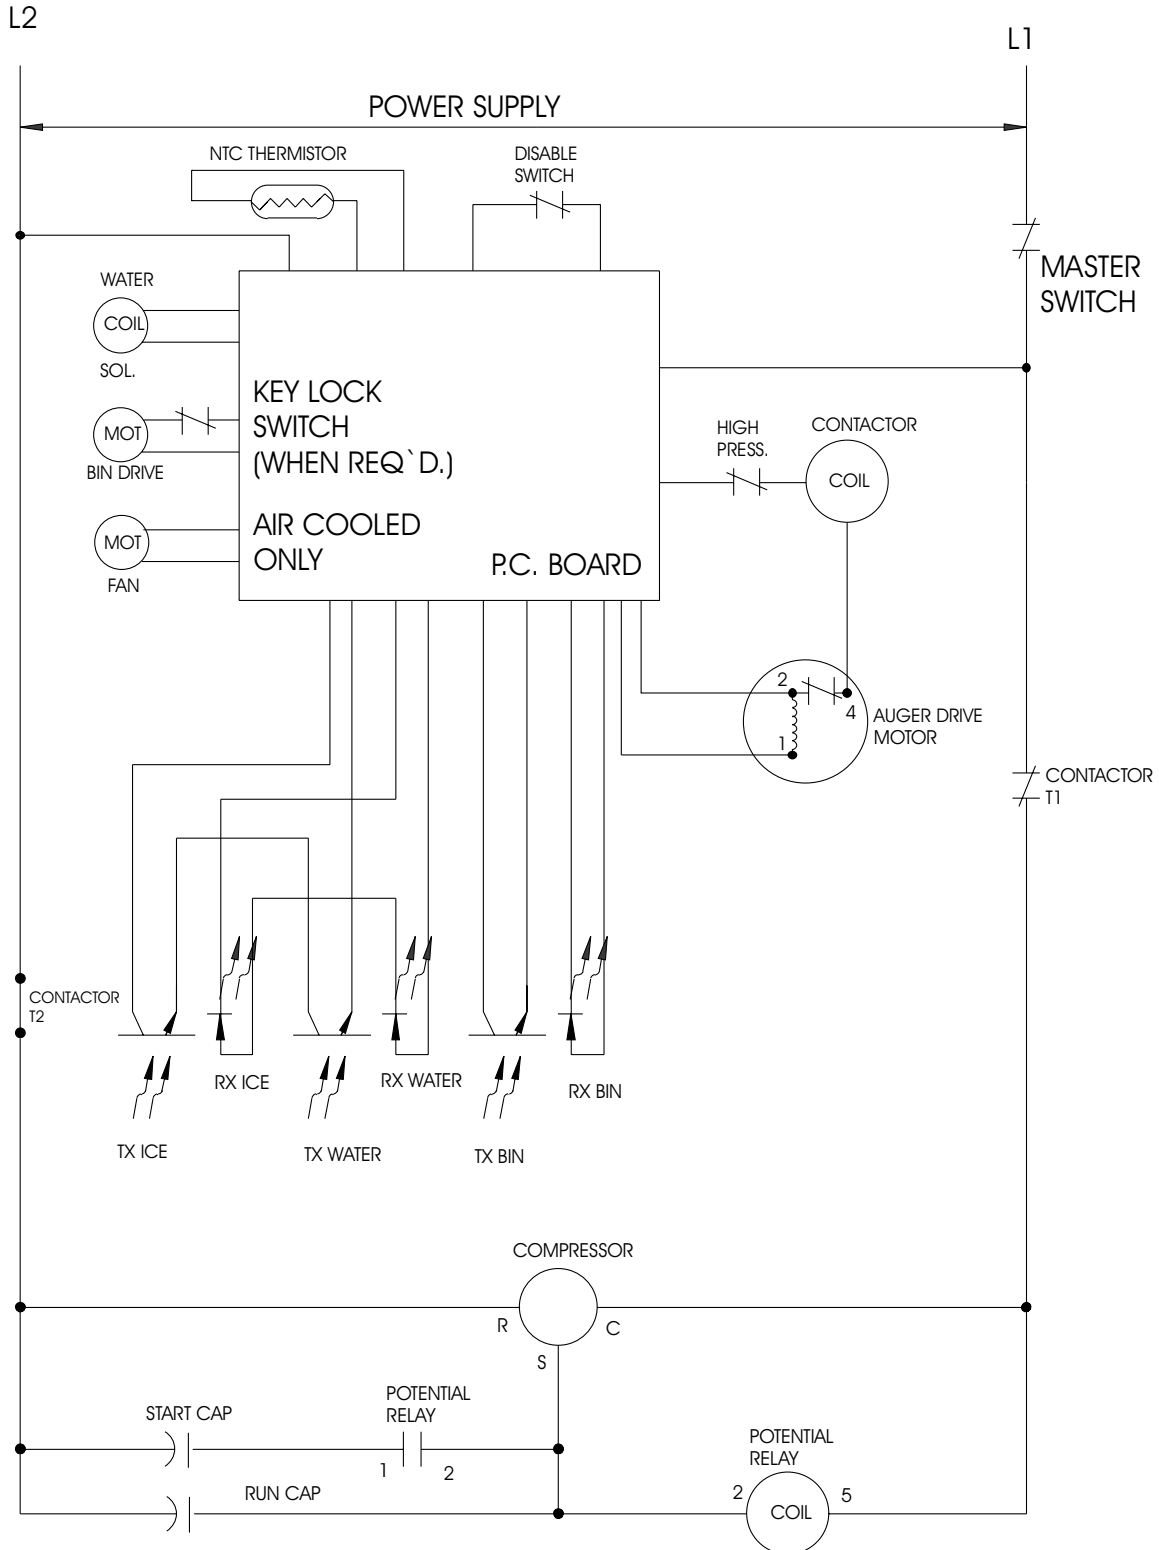 L2
L1
POWER SUPPLY
NTC THERMISTOR
DISABLE
SWITCH
MASTER
SWITCH
WATER
COIL
SOL.
KEY LOCK
SWITCH
(WHEN REQ`D.)
MOT
BIN DRIVE
HIGH
PRESS.
CONTACTOR
COIL
AIR COOLED
ONLY
MOT
FAN
P.C. BOARD
2
4
1
AUGER DRIVE
MOTOR
CONTACTOR
T1
CONTACTOR
T2
RX ICE
RX WATER
RX BIN
TX ICE
TX WATER
TX BIN
COMPRESSOR
R
C
S
START CAP
POTENTIAL
RELAY
1
2
RUN CAP
POTENTIAL
RELAY
2
COIL
5